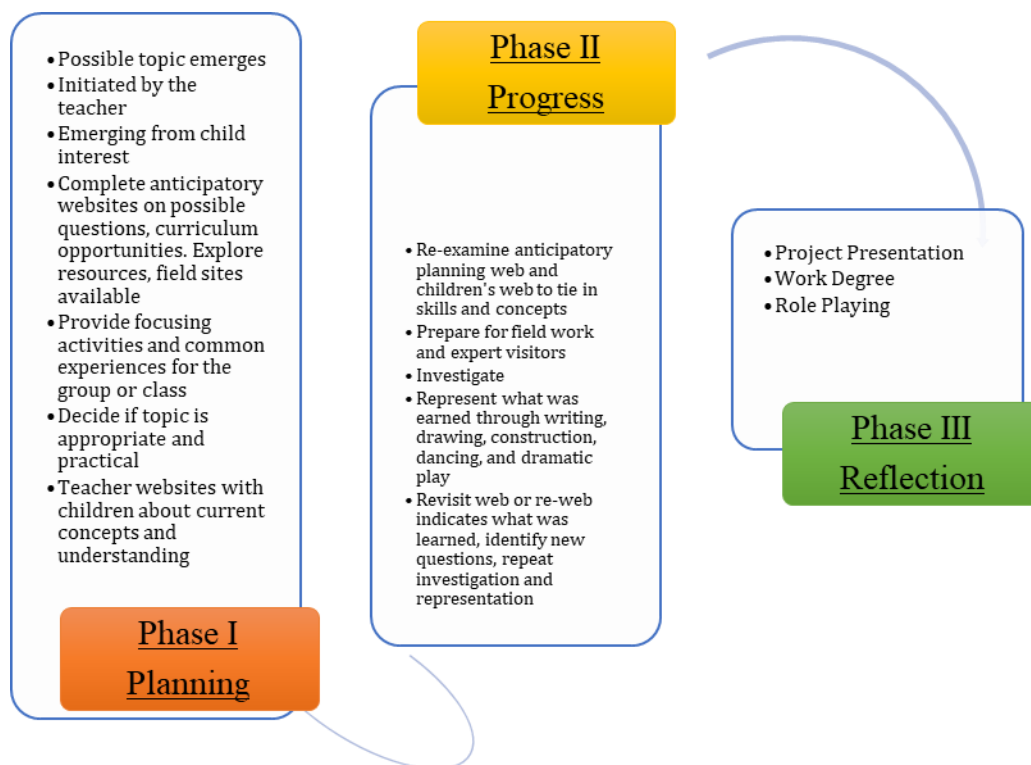 • Possible topic emerges
• Initiated by the
teacher
• Emerging from child
interest
• Complete anticipatory
websites on possible
questions, curriculum
opportunities. Explore
resources, field sites
available
• Provide focusing
activities and common
experiences for the
group or class
• Decide if topic is
appropriate and
practical
• Teacher websites with
children about current
concepts and
understanding
Phase I
Planning
Phase II
Progress
• Re-examine anticipatory
planning web and
children's web to tie in
skills and concepts
• Prepare for field work
and expert visitors
• Investigate
• Represent what was
earned through writing,
drawing, construction,
dancing, and dramatic
play
• Revisit web or re-web
indicates what was
learned, identify new
questions, repeat
investigation and
representation
• Project Presentation
• Work Degree
• Role Playing
Phase III
Reflection